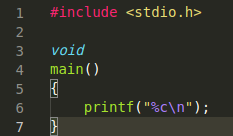 1 #include <stdio.h>
2
3 void
4 main()
5 {
6 printf("%c\n");
7 }